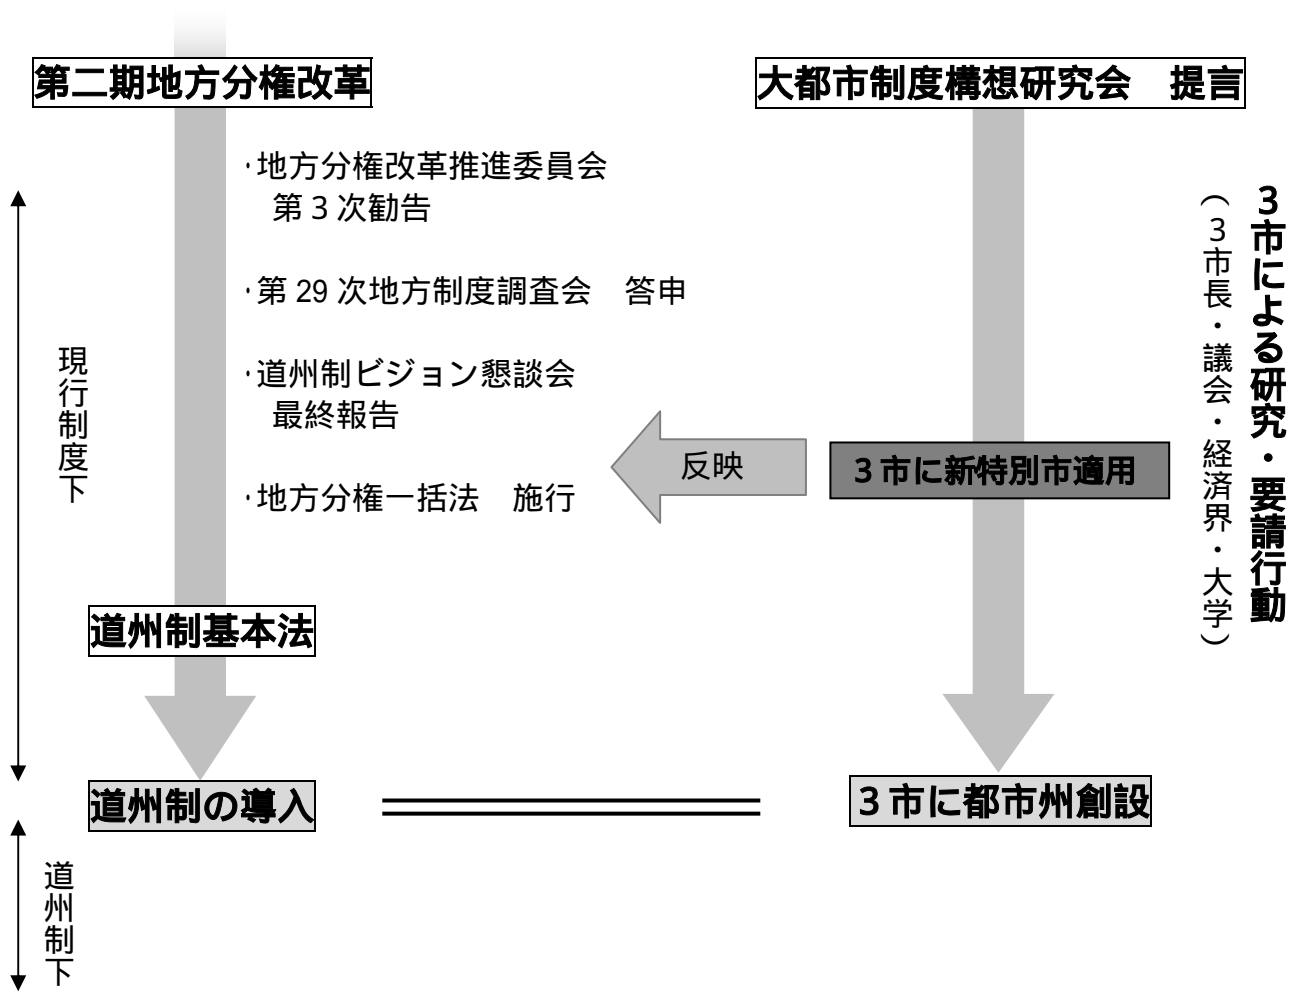 第二期地方分権改革
大都市制度構想研究会　提言
・地方分権改革推進委員会
第３次勧告
・第 29 次地方制度調査会　答申
・道州制ビジョン懇談会
最終報告
・地方分権一括法　施行
現行制度下
反映
３市に新特別市適用
３市による研究・要請行動
（３市長・議会・経済界・大学）
道州制基本法
道州制の導入
３市に都市州創設
道州制下